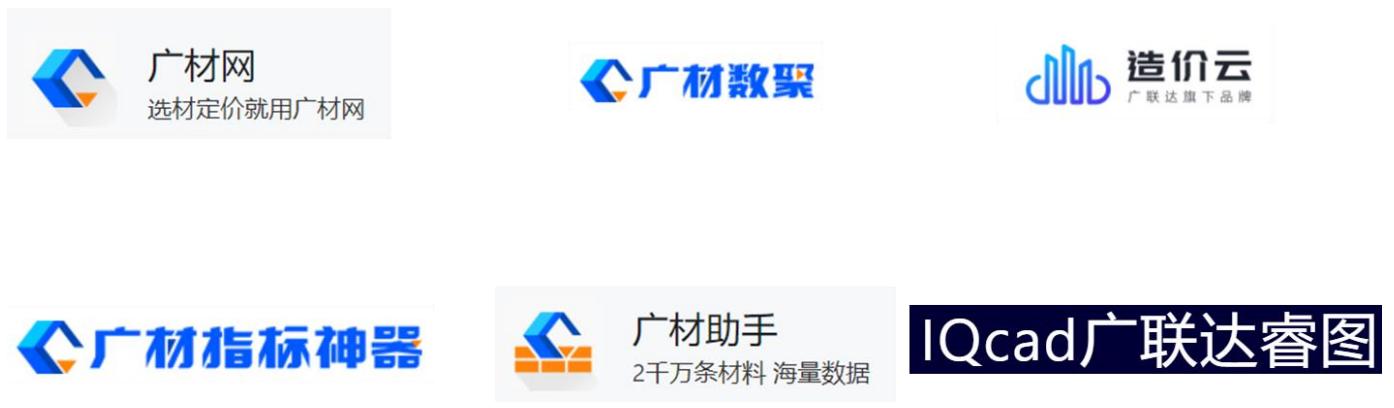 广材网
选材定价就用广材网
广材数聚
造价云
广联达旗下品牌
广材指标神器
广材助手
2千万条材料 海量数据
IQcad广联达睿图